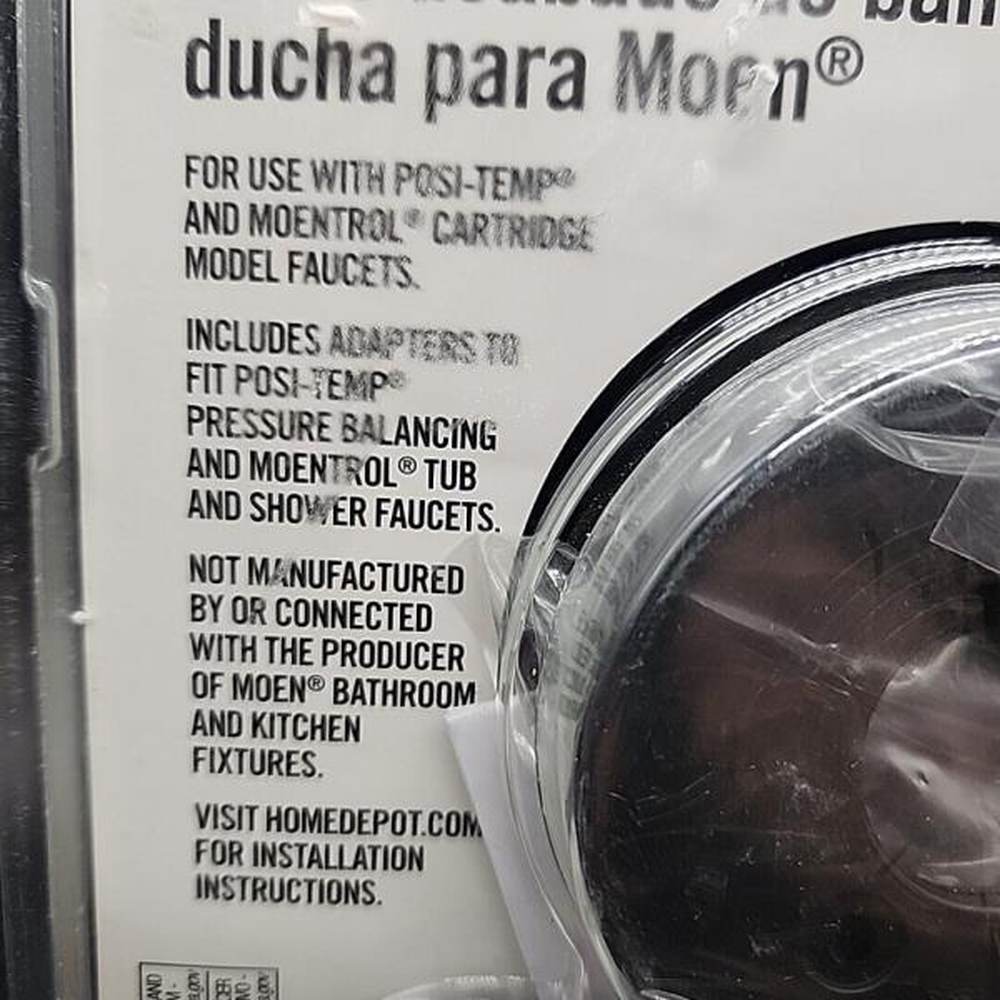 ducha para Moen®
FOR USE WITH POSI-TEMP®
AND MOENTROL® CARTRIDGE
MODEL FAUCETS.
INCLUDES ADAPTERS TO
FIT POSI-TEMP®
PRESSURE BALANCING
AND MOENTROL® TUB
AND SHOWER FAUCETS.
NOT MANUFACTURED
BY OR CONNECTED
WITH THE PRODUCER
OF MOEN® BATHROOM
AND KITCHEN
FIXTURES.
VISIT HOMEDEPOT.COM
FOR INSTALLATION
INSTRUCTIONS.